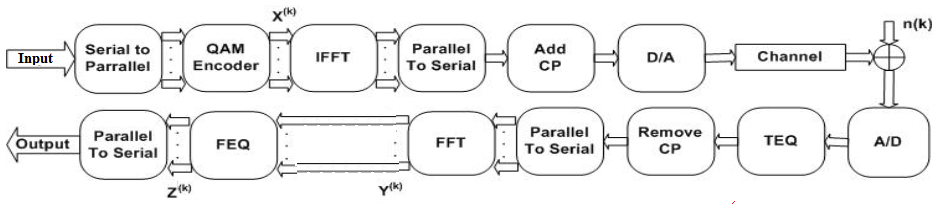 X(k)
n(k)
Input
Serial to
Parrallel
QAM
Encoder
IFFT
Parallel
To Serial
Add
CP
D/A
Channel
Output
Parallel
To Serial
FEQ
FFT
Parallel
To Serial
Remove
CP
TEQ
A/D
Z(k)
Y(k)